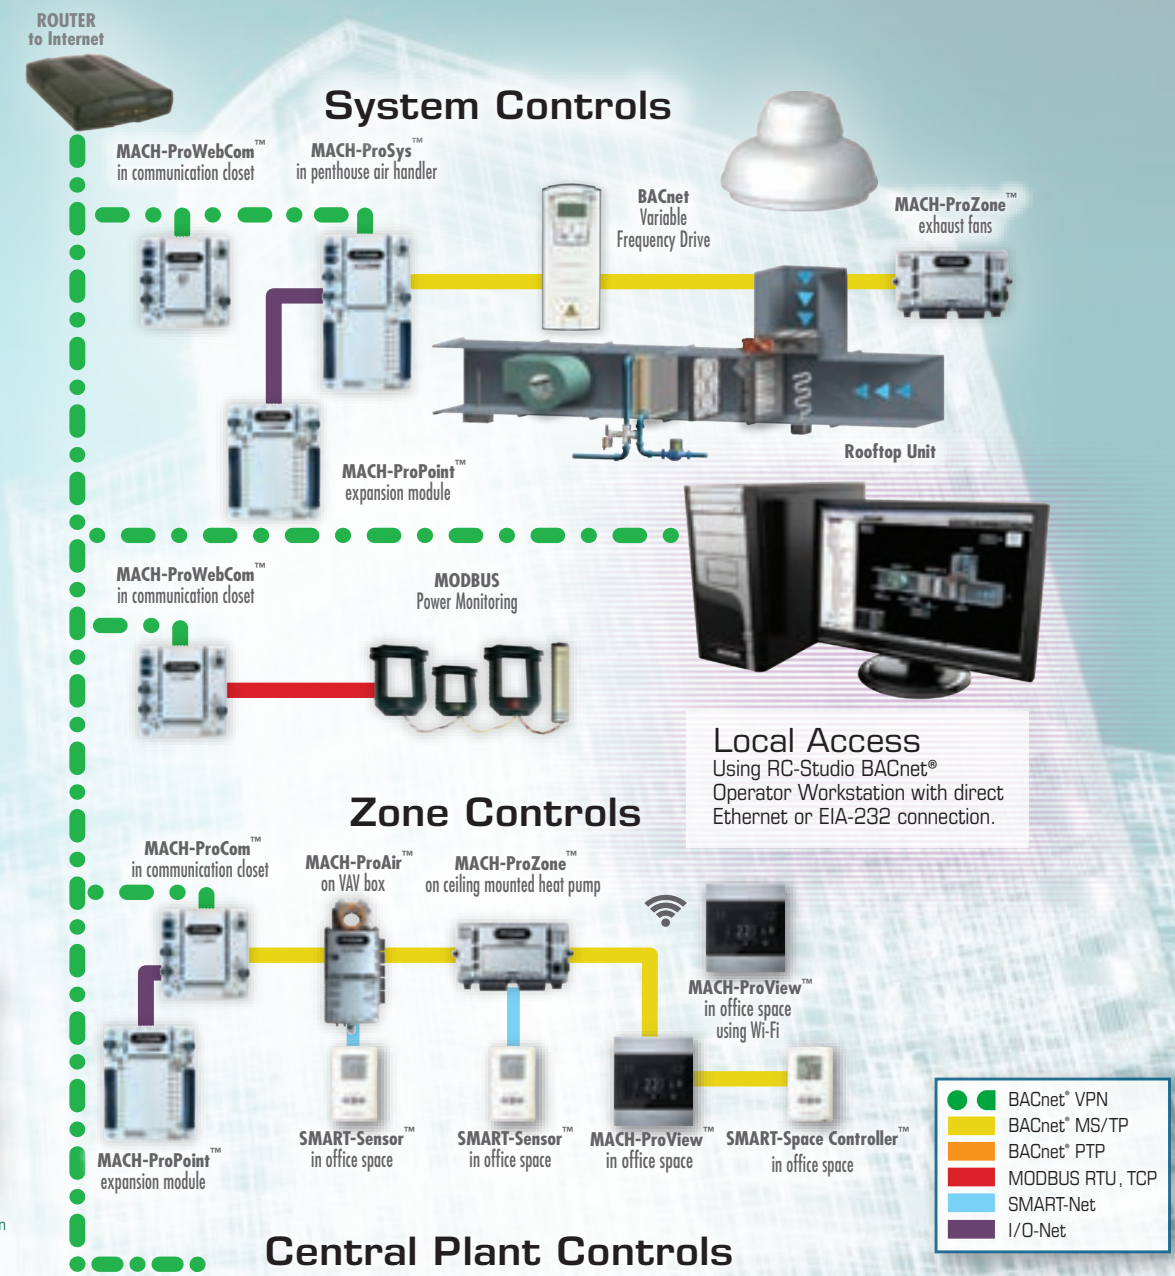 ROUTER
to Internet
System Controls
MACH-ProWebCom™
in communication closet
MACH-ProSys™
in penthouse air handler
BACnet
Variable
Frequency Drive
MACH-ProZone™
exhaust fans
MACH-ProPoint™
expansion module
Rooftop Unit
MACH-ProWebCom™
in communication closet
MODBUS
Power Monitoring
Local Access
Using RC-Studio BACnet®
Operator Workstation with direct
Ethernet or EIA-232 connection.
Zone Controls
MACH-ProCom™
in communication closet
MACH-ProAir™
on VAV box
MACH-ProZone™
on ceiling mounted heat pump
MACH-ProView™
in office space
using Wi-Fi
MACH-ProPoint™
expansion module
SMART-Sensor™
in office space
SMART-Sensor™
in office space
MACH-ProView™
in office space
SMART-Space Controller™
in office space
BACnet® VPN
BACnet® MS/TP
BACnet® PTP
MODBUS RTU, TCP
SMART-Net
I/O-Net
n
Central Plant Controls